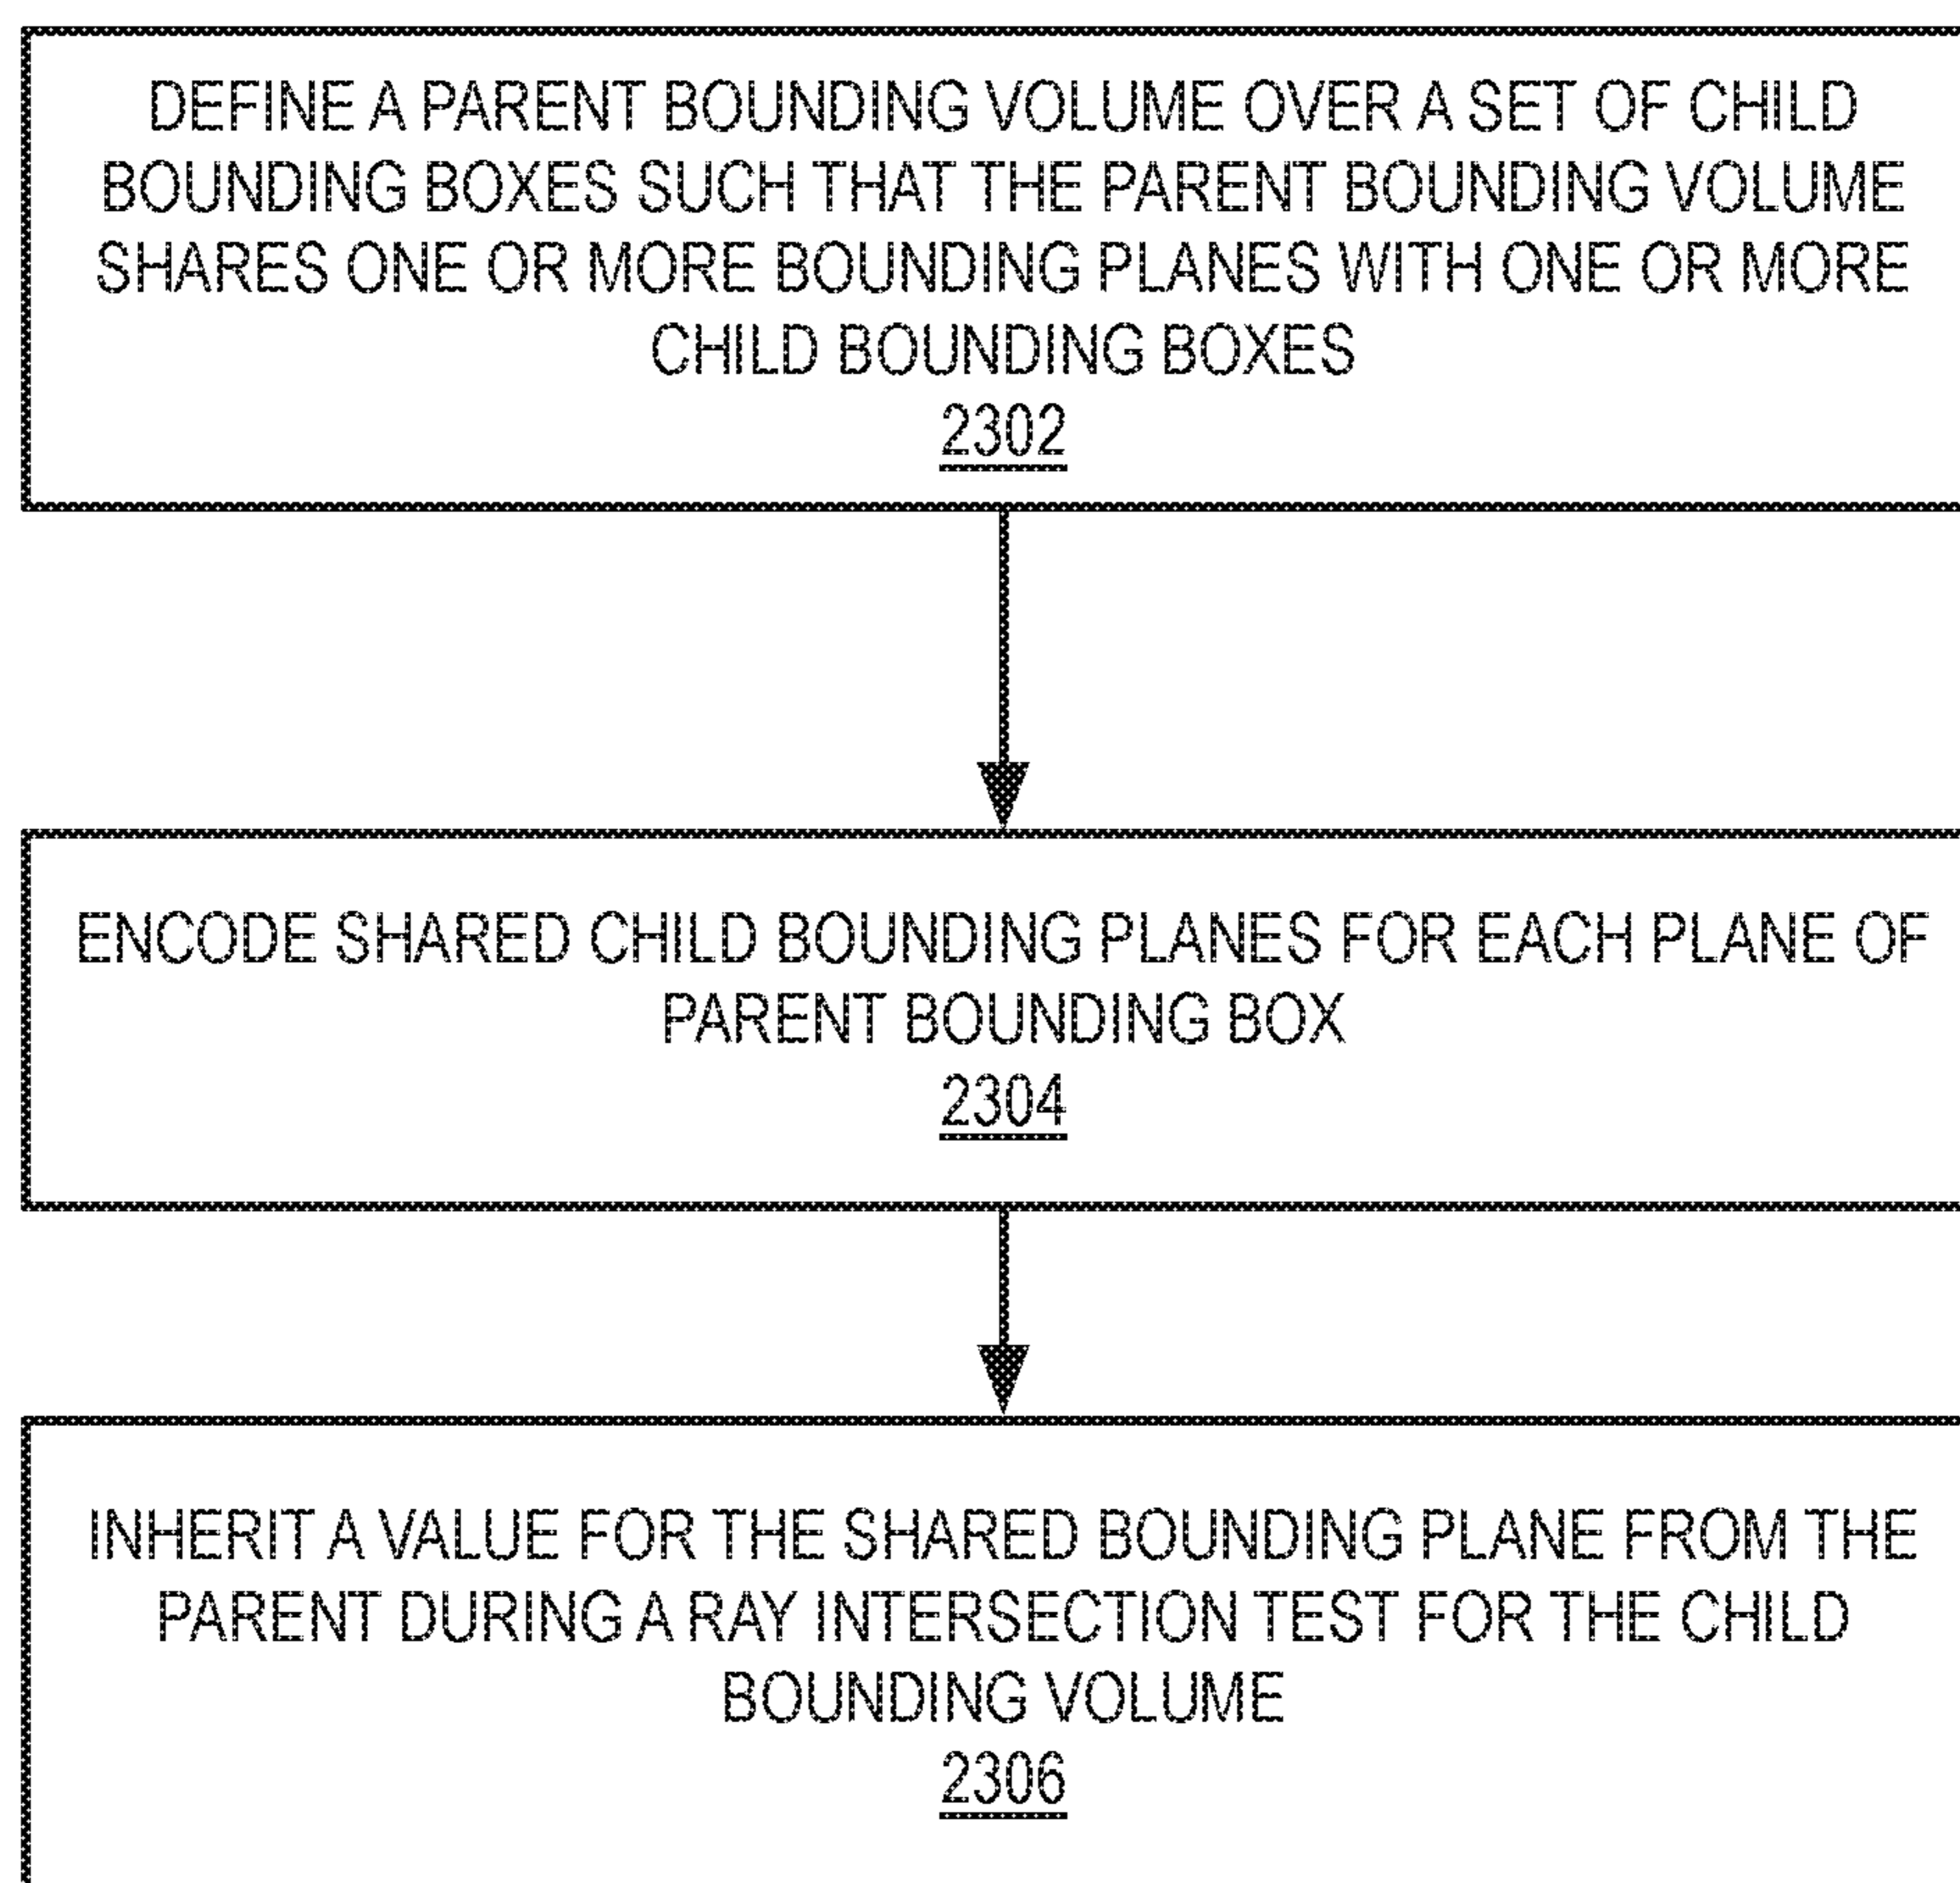 DEFINE A PARENT BOUNDING VOLUME OVER A SET OF CHILD
BOUNDING BOXES SUCH THAT THE PARENT BOUNDING VOLUME
SHARES ONE OR MORE BOUNDING PLANES WITH ONE OR MORE
CHILD BOUNDING BOXES
2302
ENCODE SHARED CHILD BOUNDING PLANES FOR EACH PLANE OF
PARENT BOUNDING BOX
2304
INHERIT A VALUE FOR THE SHARED BOUNDING PLANE FROM THE
PARENT DURING A RAY INTERSECTION TEST FOR THE CHILD
BOUNDING VOLUME
2306